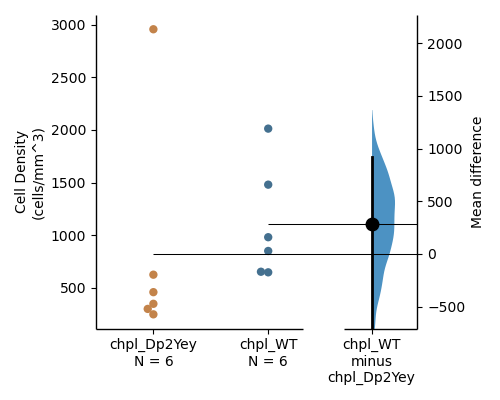 3000
2500
2000
1500
1000
500
Cell Density
(cells/mm^3)
2000
1500
1000
500
0
−500
Mean difference
chpl_Dp2Yey
N = 6
chpl_WT
N = 6
chpl_WT
minus
chpl_Dp2Yey